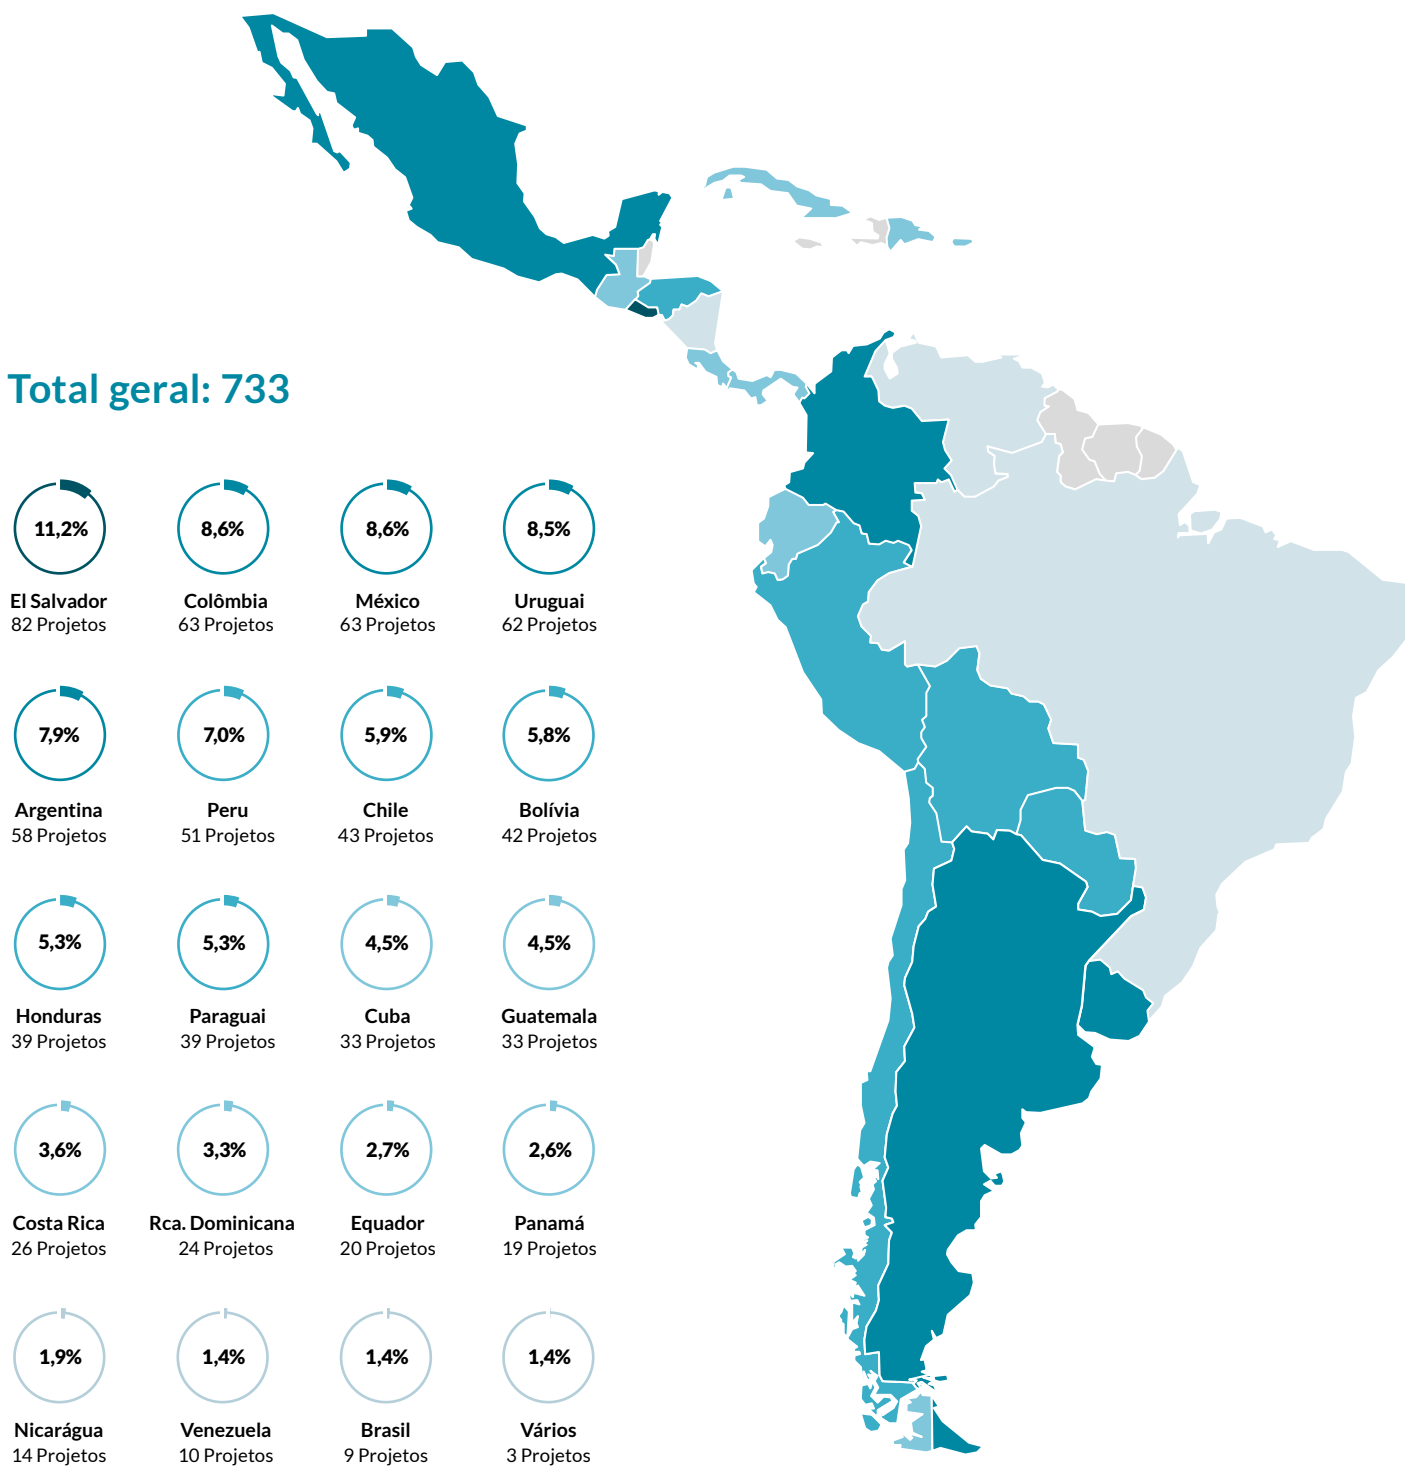 Total geral: 733
11,2%
El Salvador
82 Projetos
8,6%
Colômbia
63 Projetos
8,6%
México
63 Projetos
8,5%
Uruguai
62 Projetos
7,9%
Argentina
58 Projetos
7,0%
Peru
51 Projetos
5,9%
Chile
43 Projetos
5,8%
Bolívia
42 Projetos
5,3%
Honduras
39 Projetos
5,3%
Paraguai
39 Projetos
4,5%
Cuba
33 Projetos
4,5%
Guatemala
33 Projetos
3,6%
Costa Rica
26 Projetos
3,3%
Rca. Dominicana
24 Projetos
2,7%
Equador
20 Projetos
2,6%
Panamá
19 Projetos
1,9%
Nicarágua
14 Projetos
1,4%
Venezuela
10 Projetos
1,4%
Brasil
9 Projetos
1,4%
Vários
3 Projetos